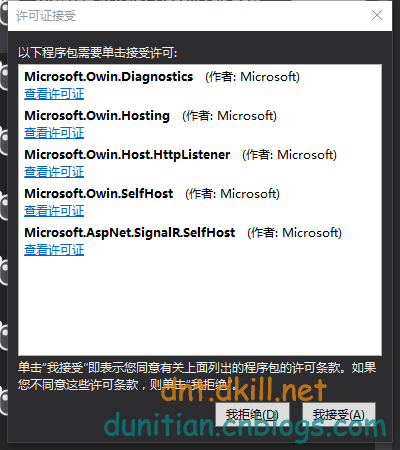 许可证接受
以下程序包需要单击接受许可:
Microsoft.Owin.Diagnostics (作者: Microsoft)
查看许可证
Microsoft.Owin.Hosting (作者: Microsoft)
查看许可证
Microsoft.Owin.Host.HttpListener (作者: Microsoft)
查看许可证
Microsoft.Owin.SelfHost (作者: Microsoft)
查看许可证
Microsoft.AspNet.SignalR.SelfHost (作者: Microsoft)
查看许可证
单击“我接受”即表示您同意有关上面列出的程序包的许可条款。如果
您不同意这些许可条款，则单击“我拒绝”。
dnt.dkill.net
我拒绝(D) 我接受(A)
dunitian.cnblogs.com